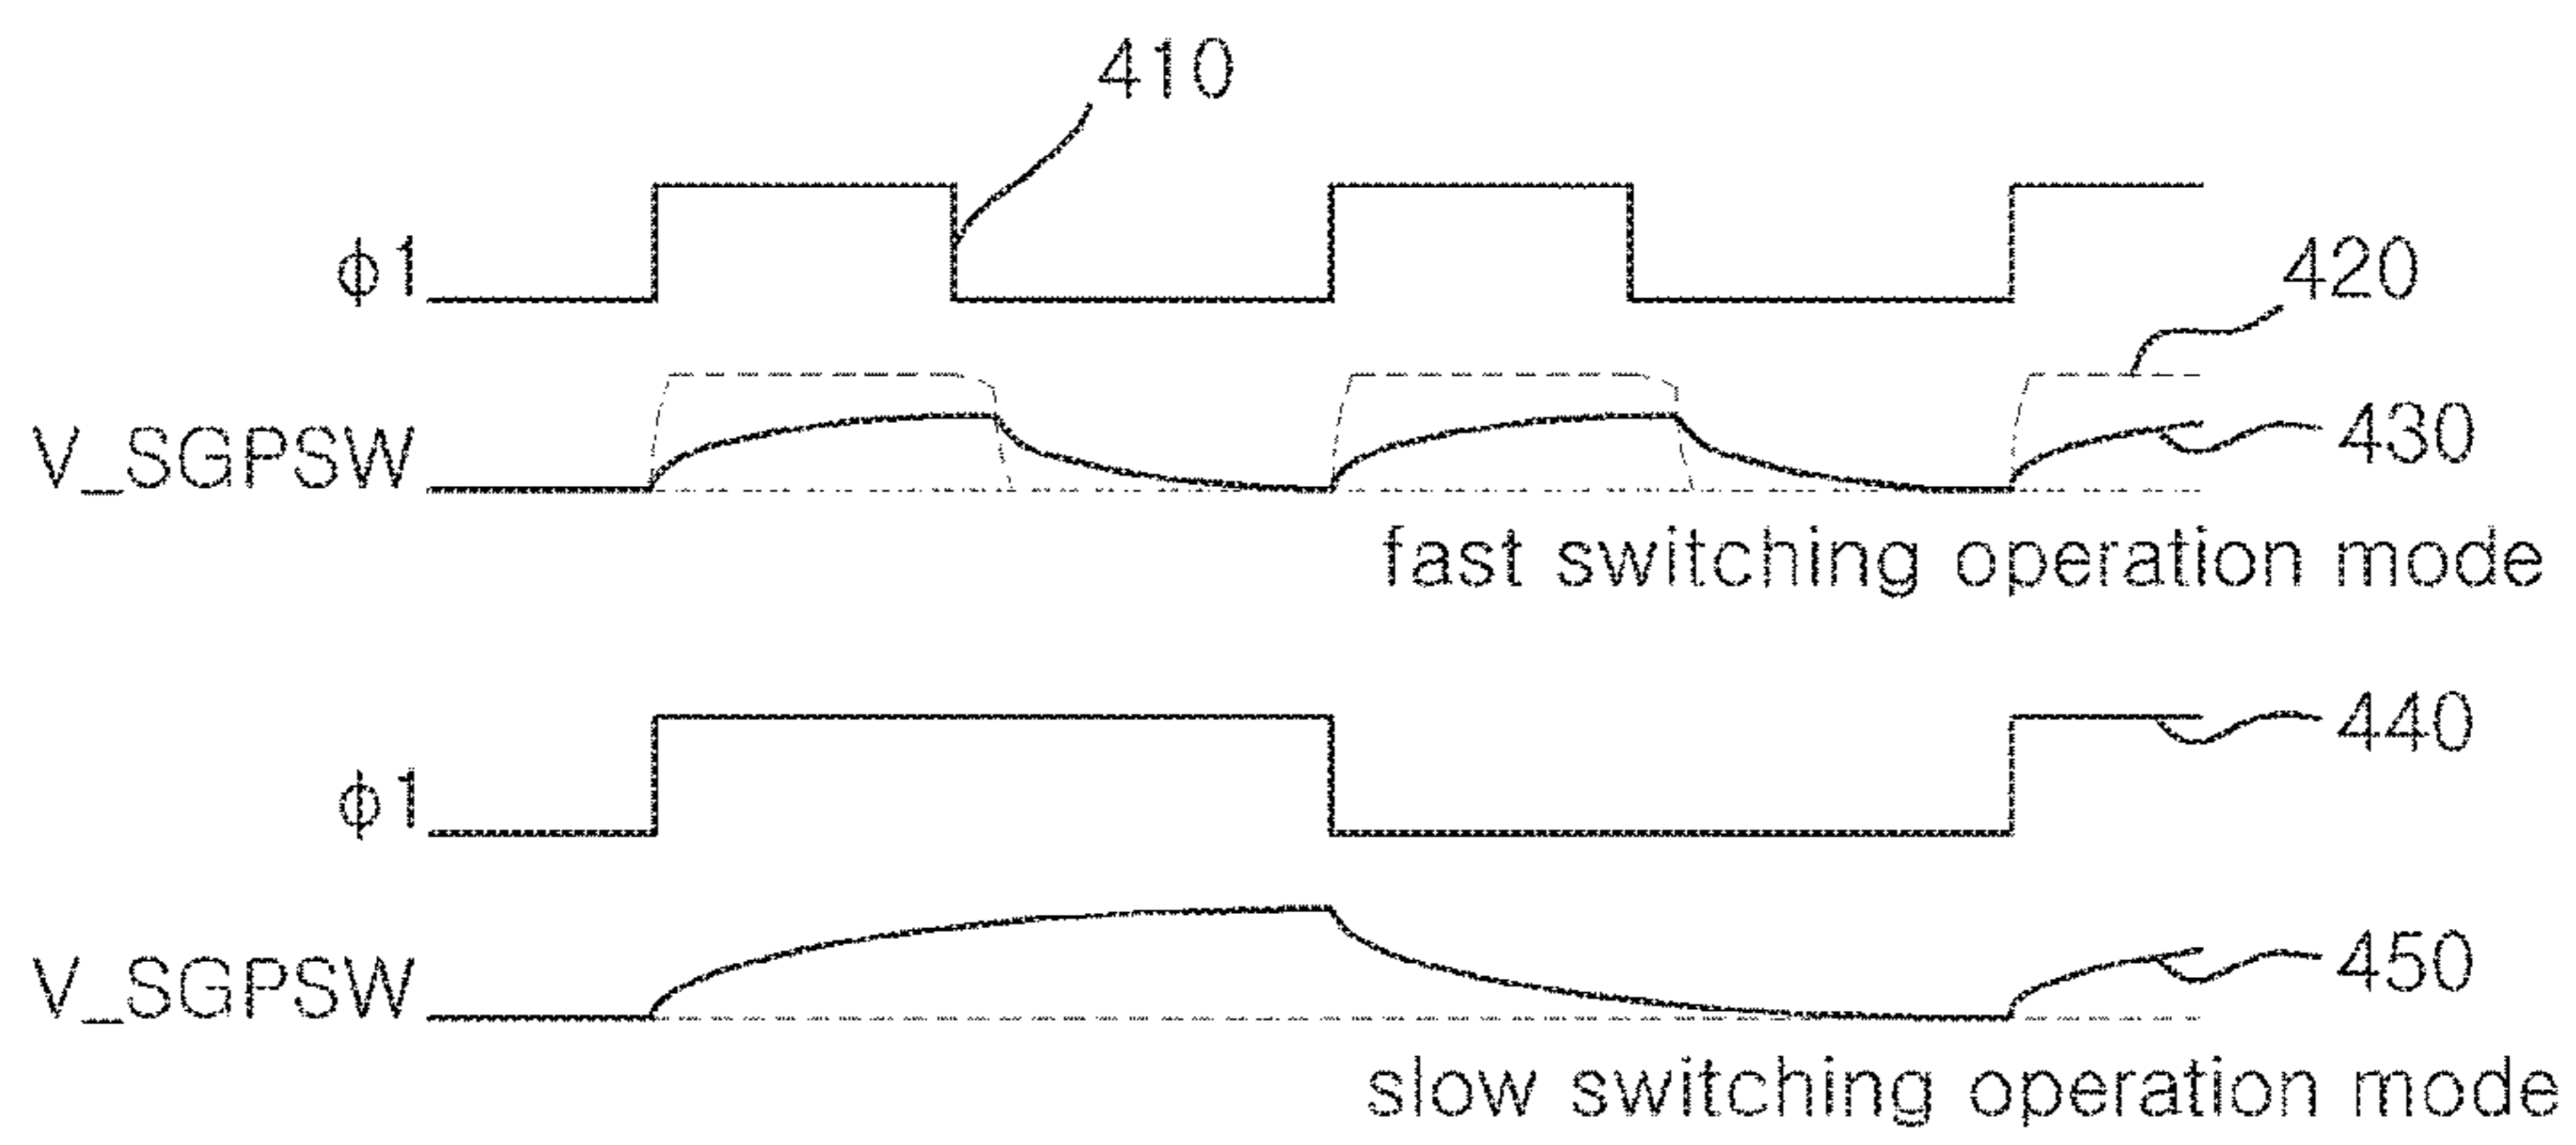 410
ϕ1
420
V_SGPSW
430
fast switching operation mode
440
ϕ1
V_SGPSW
450
slow switching operation mode